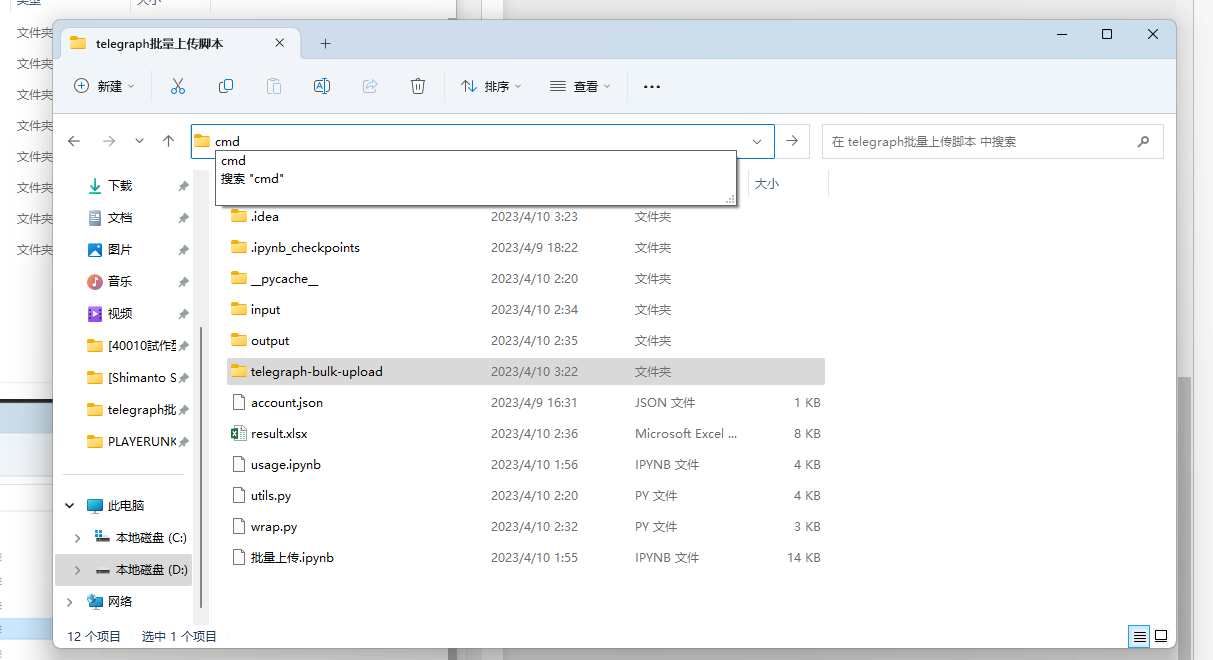 类型
大小
文件夹
文件夹
文件夹
文件夹
文件夹
文件夹
文件夹
文件夹
telegraph批量上传脚本
新建
排序
查看
cmd
在 telegraph批量上传脚本 中搜索
cmd
搜索 "cmd"
大小
下载
文档
图片
音乐
视频
[40010試作型
[Shimanto S
telegraph批
PLAYERUNK
此电脑
本地磁盘 (C:)
本地磁盘 (D:)
网络
.idea 2023/4/10 3:23 文件夹
.ipynb_checkpoints 2023/4/9 18:22 文件夹
__pycache__ 2023/4/10 2:20 文件夹
input 2023/4/10 2:34 文件夹
output 2023/4/10 2:35 文件夹
telegraph-bulk-upload 2023/4/10 3:22 文件夹
account.json 2023/4/9 16:31 JSON 文件 1 KB
result.xlsx 2023/4/10 2:36 Microsoft Excel ... 8 KB
usage.ipynb 2023/4/10 1:56 IPYNB 文件 4 KB
utils.py 2023/4/10 2:20 PY 文件 4 KB
wrap.py 2023/4/10 2:32 PY 文件 3 KB
批量上传.ipynb 2023/4/10 1:55 IPYNB 文件 14 KB
12 个项目 选中 1 个项目